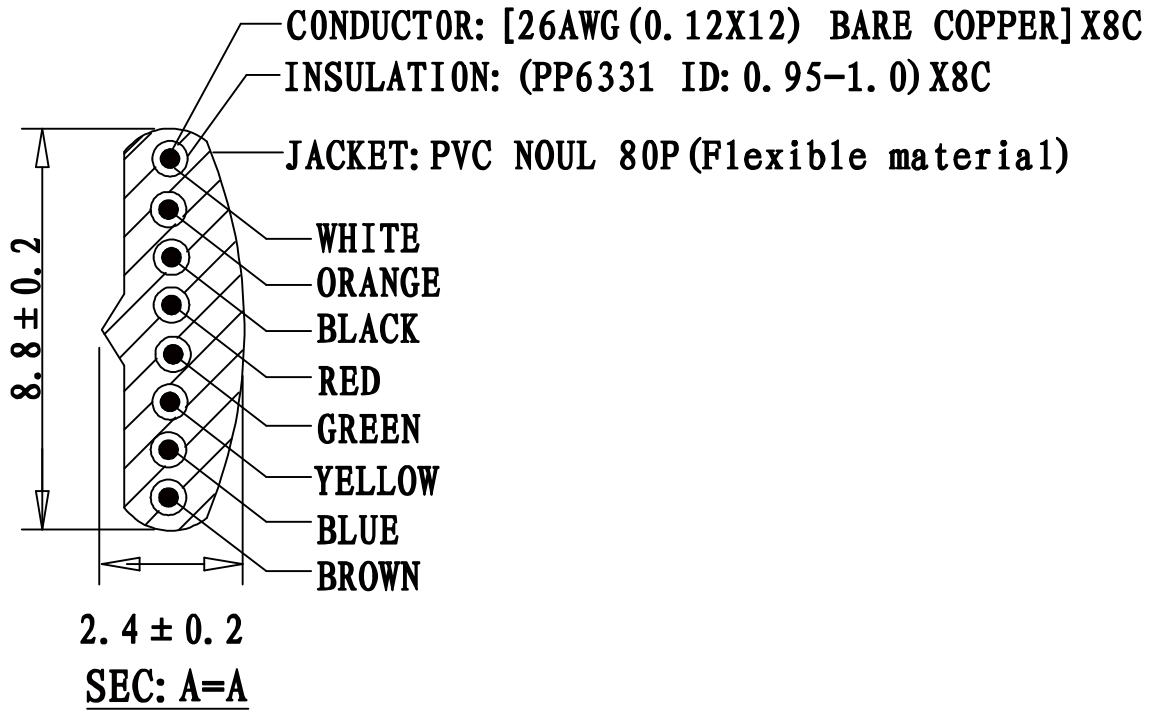 CONDUCTOR: [26AWG(0.12X12) BARE COPPER]X8C
INSULATION: (PP6331 ID: 0.95-1.0)X8C
JACKET: PVC NOUL 80P(Flexible material)
WHITE
ORANGE
BLACK
RED
GREEN
YELLOW
BLUE
BROWN
8.8±0.2
2.4±0.2
SEC: A=A